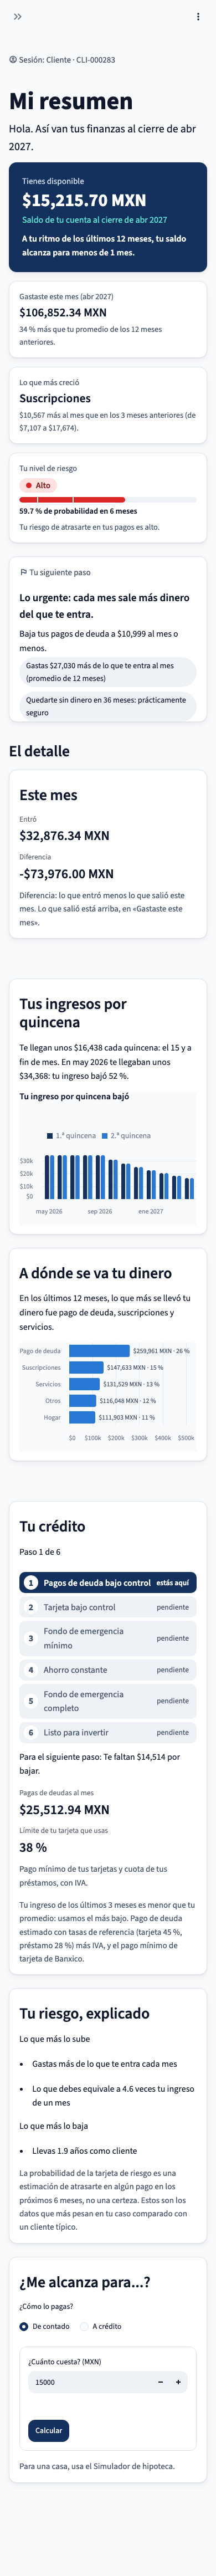 Sesión: Cliente · CLI-000283
Mi resumen
Hola. Así van tus finanzas al cierre de abr
2027.
Tienes disponible
$15,215.70 MXN
Saldo de tu cuenta al cierre de abr 2027
A tu ritmo de los últimos 12 meses, tu saldo
alcanza para menos de 1 mes.
Gastaste este mes (abr 2027)
$106,852.34 MXN
34 % más que tu promedio de los 12 meses
anteriores.
Lo que más creció
Suscripciones
$10,567 más al mes que en los 3 meses anteriores (de
$7,107 a $17,674).
Tu nivel de riesgo
Alto
59.7 % de probabilidad en 6 meses
Tu riesgo de atrasarte en tus pagos es alto.
Tu siguiente paso
Lo urgente: cada mes sale más dinero
del que te entra.
Baja tus pagos de deuda a $10,999 al mes o
menos.
Gastas $27,030 más de lo que te entra al mes
(promedio de 12 meses)
Quedarte sin dinero en 36 meses: prácticamente
seguro
El detalle
Este mes
Entró
$32,876.34 MXN
Diferencia
-$73,976.00 MXN
Diferencia: lo que entró menos lo que salió este
mes. Lo que salió está arriba, en «Gastaste este
mes».
Tus ingresos por
quincena
Te llegan unos $16,438 cada quincena: el 15 y a
fin de mes. En may 2026 te llegaban unos
$34,368: tu ingreso bajó 52 %.
Tu ingreso por quincena bajó
1.ª quincena 2.ª quincena
$30k
$20k
$10k
$0
may 2026 sep 2026 ene 2027
A dónde se va tu dinero
En los últimos 12 meses, lo que más se llevó tu
dinero fue pago de deuda, suscripciones y
servicios.
Pago de deuda $259,961 MXN · 26 %
Suscripciones $147,633 MXN · 15 %
Servicios $131,529 MXN · 13 %
Otros $116,048 MXN · 12 %
Hogar $111,903 MXN · 11 %
$0 $100k $200k $300k $400k $500k
Tu crédito
Paso 1 de 6
1 Pagos de deuda bajo control estás aquí
2 Tarjeta bajo control pendiente
3 Fondo de emergencia
mínimo pendiente
4 Ahorro constante pendiente
5 Fondo de emergencia
completo pendiente
6 Listo para invertir pendiente
Para el siguiente paso: Te faltan $14,514 por
bajar.
Pagas de deudas al mes
$25,512.94 MXN
Límite de tu tarjeta que usas
38 %
Pago mínimo de tus tarjetas y cuota de tus
préstamos, con IVA.
Tu ingreso de los últimos 3 meses es menor que tu
promedio: usamos el más bajo. Pago de deuda
estimado con tasas de referencia (tarjeta 45 %,
préstamo 28 %) más IVA, y el pago mínimo de
tarjeta de Banxico.
Tu riesgo, explicado
Lo que más lo sube
• Gastas más de lo que te entra cada mes
• Lo que debes equivale a 4.6 veces tu ingreso
de un mes
Lo que más lo baja
• Llevas 1.9 años como cliente
La probabilidad de la tarjeta de riesgo es una
estimación de atrasarte en algún pago en los
próximos 6 meses, no una certeza. Estos son los
datos que más pesan en tu caso comparado con
un cliente típico.
¿Me alcanza para...?
¿Cómo lo pagas?
De contado A crédito
¿Cuánto cuesta? (MXN)
15000 − +
Calcular
Para una casa, usa el Simulador de hipoteca.